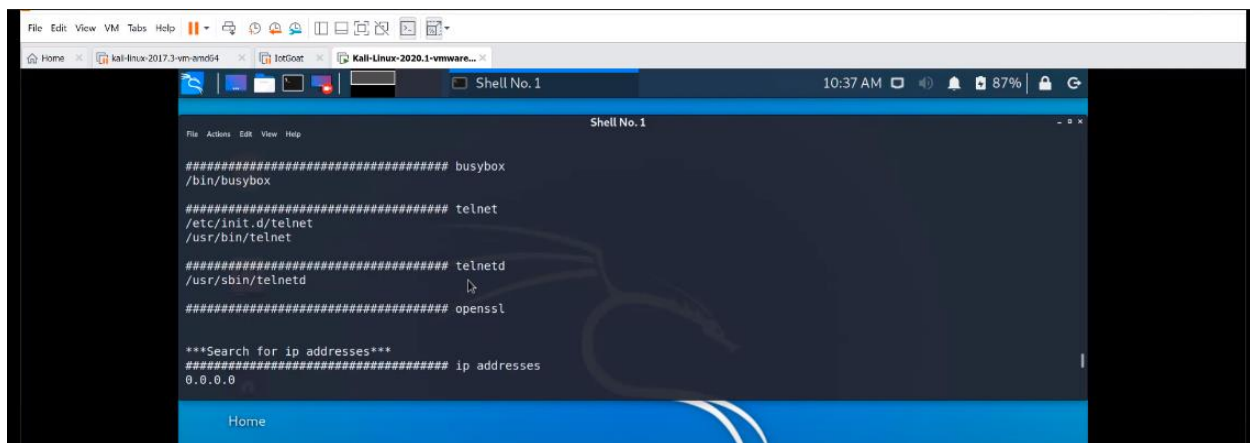 File Edit View VM Tabs Help
Home kali-linux-2017.3-vm-amd64 IotGoat Kali-Linux-2020.1-vmware...
Shell No. 1 10:37 AM 87%
Shell No. 1
File Actions Edit View Help
##################################### busybox
/bin/busybox
##################################### telnet
/etc/init.d/telnet
/usr/bin/telnet
##################################### telnetd
/usr/sbin/telnetd
##################################### openssl
***Search for ip addresses***
##################################### ip addresses
0.0.0.0
Home